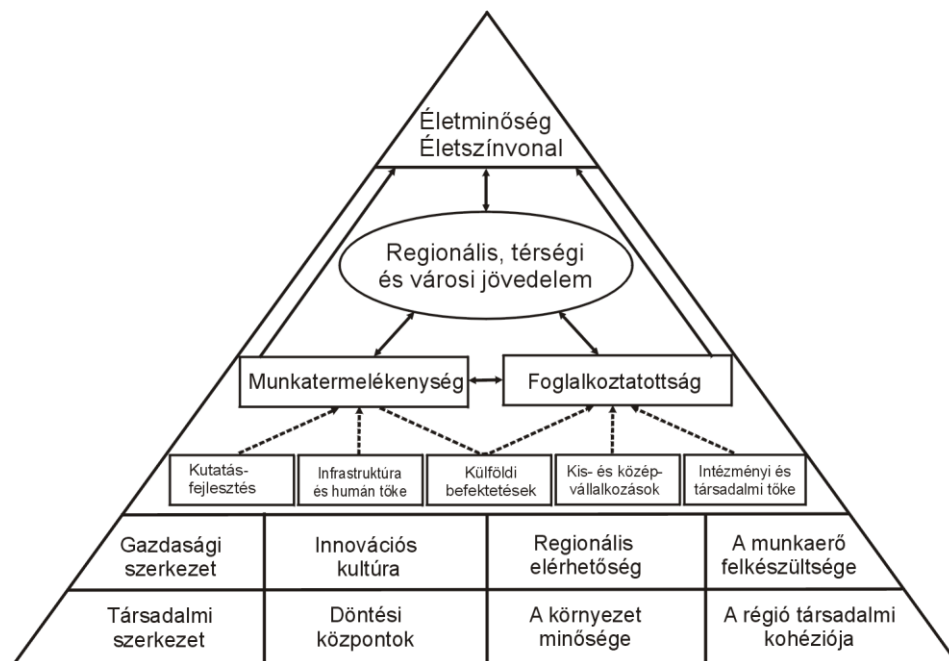 Életminőség
Életszínvonal
Regionális, térségi
és városi jövedelem
Munkatermelékenység
Foglalkoztatottság
Kutatás-
fejlesztés
Infrastruktúra
és humán tőke
Külföldi
befektetések
Kis- és közép-
vállalkozások
Intézményi és
társadalmi tőke
Gazdasági
szerkezet
Innovációs
kultúra
Regionális
elérhetőség
A munkaerő
felkészültsége
Társadalmi
szerkezet
Döntési
központok
A környezet
minősége
A régió társadalmi
kohéziója